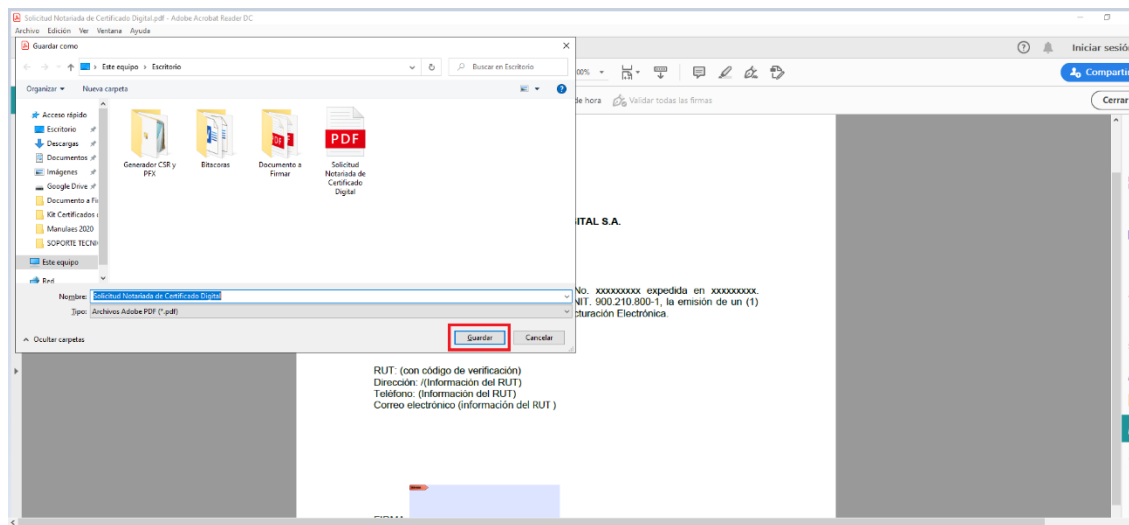 Solicitud Notariada de Certificado Digital.pdf - Adobe Acrobat Reader DC
Archivo Edición Ver Ventana Ayuda
Guardar como
Este equipo > Escritorio
Buscar en Escritorio
Organizar Nueva carpeta
Acceso rápido
Escritorio
Descargas
Documentos
Imágenes
Google Drive
Documento a Fi
Kit Certificados
Manulaes 2020
SOPORTE TECNI
Este equipo
Red
Generador CSR y
PFX
Bitacoras
Documento a
Firmar
PDF
Solicitud
Notariada de
Certificado
Digital
Nombre: Solicitud Notariada de Certificado Digital
Tipo: Archivos Adobe PDF (*.pdf)
Ocultar carpetas
Guardar Cancelar
Iniciar sesió
00%
Compartir
de hora Validar todas las firmas
Cerrar
ITAL S.A.
No. xxxxxxxxx expedida en xxxxxxxxx.
NIT. 900.210.800-1, la emisión de un (1)
cturación Electrónica.
RUT: (con código de verificación)
Dirección: /(Información del RUT)
Teléfono: (Información del RUT)
Correo electrónico (información del RUT )